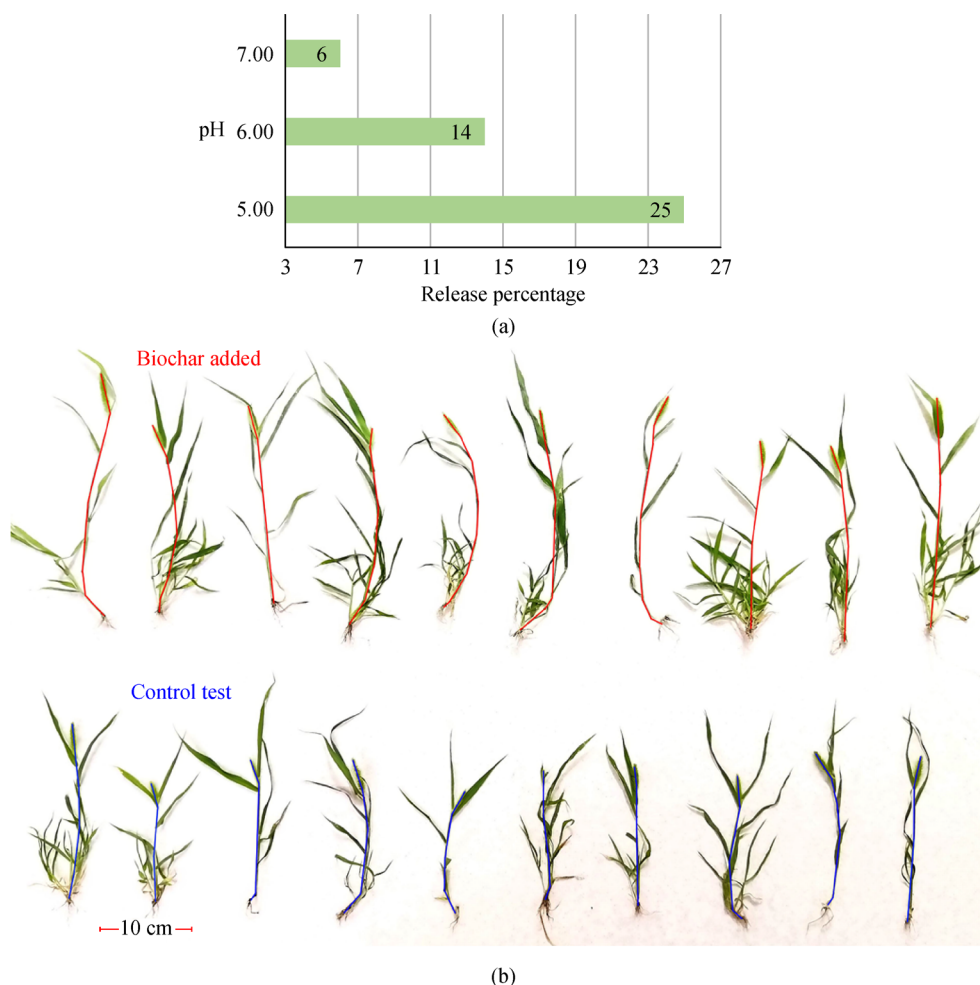 7.00
6
pH 6.00
14
5.00
25
3 7 11 15 19 23 27
Release percentage
(a)
Biochar added
Control test
10 cm
(b)